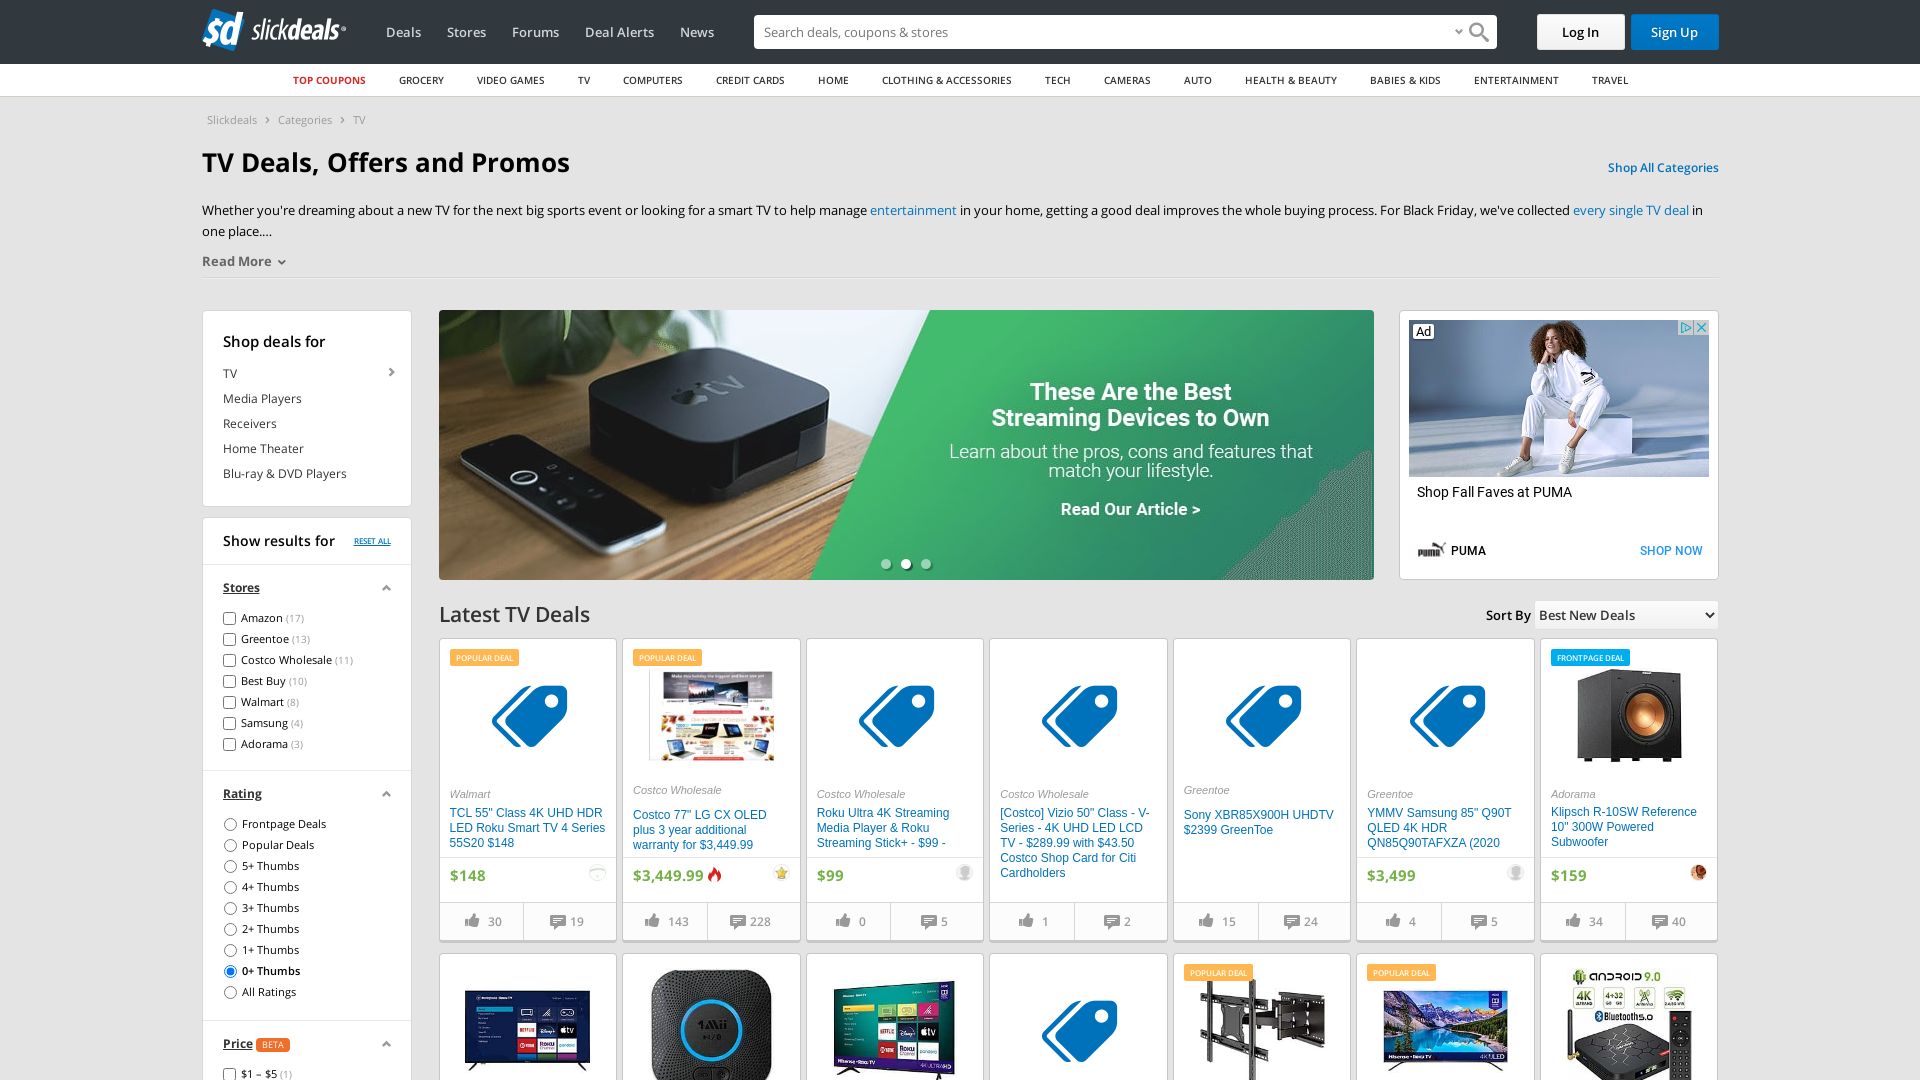 slickdeals
Deals
Stores
Forums
Deal Alerts
News
Search deals, coupons & stores
Log In
Sign Up
TOP COUPONS
GROCERY
VIDEO GAMES
TV
COMPUTERS
CREDIT CARDS
HOME
CLOTHING & ACCESSORIES
TECH
CAMERAS
AUTO
HEALTH & BEAUTY
BABIES & KIDS
ENTERTAINMENT
TRAVEL
Slickdeals > Categories > TV
TV Deals, Offers and Promos
Shop All Categories
Whether you're dreaming about a new TV for the next big sports event or looking for a smart TV to help manage entertainment in your home, getting a good deal improves the whole buying process. For Black Friday, we've collected every single TV deal in
one place....
Read More
Shop deals for
TV
Media Players
Receivers
Home Theater
Blu-ray & DVD Players
Show results for
RESET ALL
Stores
Amazon (17)
Greentoe (13)
Costco Wholesale (11)
Best Buy (10)
Walmart (8)
Samsung (4)
Adorama (3)
Rating
Frontpage Deals
Popular Deals
5+ Thumbs
4+ Thumbs
3+ Thumbs
2+ Thumbs
1+ Thumbs
0+ Thumbs
All Ratings
Price BETA
$1 – $5 (1)
tv
These Are the Best
Streaming Devices to Own
Learn about the pros, cons and features that
match your lifestyle.
Read Our Article >
Ad
Shop Fall Faves at PUMA
PUMA
SHOP NOW
Latest TV Deals
Sort By Best New Deals
POPULAR DEAL
Walmart
TCL 55" Class 4K UHD HDR
LED Roku Smart TV 4 Series
55S20 $148
$148
30
19
POPULAR DEAL
Costco Wholesale
Costco 77" LG CX OLED
plus 3 year additional
warranty for $3,449.99
$3,449.99
143
228
Costco Wholesale
Roku Ultra 4K Streaming
Media Player & Roku
Streaming Stick+ - $99 -
$99
0
5
Costco Wholesale
[Costco] Vizio 50" Class - V-
Series - 4K UHD LED LCD
TV - $289.99 with $43.50
Costco Shop Card for Citi
Cardholders
1
2
Greentoe
Sony XBR85X900H UHDTV
$2399 GreenToe
15
24
Greentoe
YMMV Samsung 85" Q90T
QLED 4K HDR
QN85Q90TAFXZA (2020
$3,499
4
5
FRONTPAGE DEAL
Adorama
Klipsch R-10SW Reference
10" 300W Powered
Subwoofer
$159
34
40
1Mii
POPULAR DEAL
POPULAR DEAL
Hisense
4K ULED
ANDROID 9.0
4K
4+32
Bluetooth 5.0